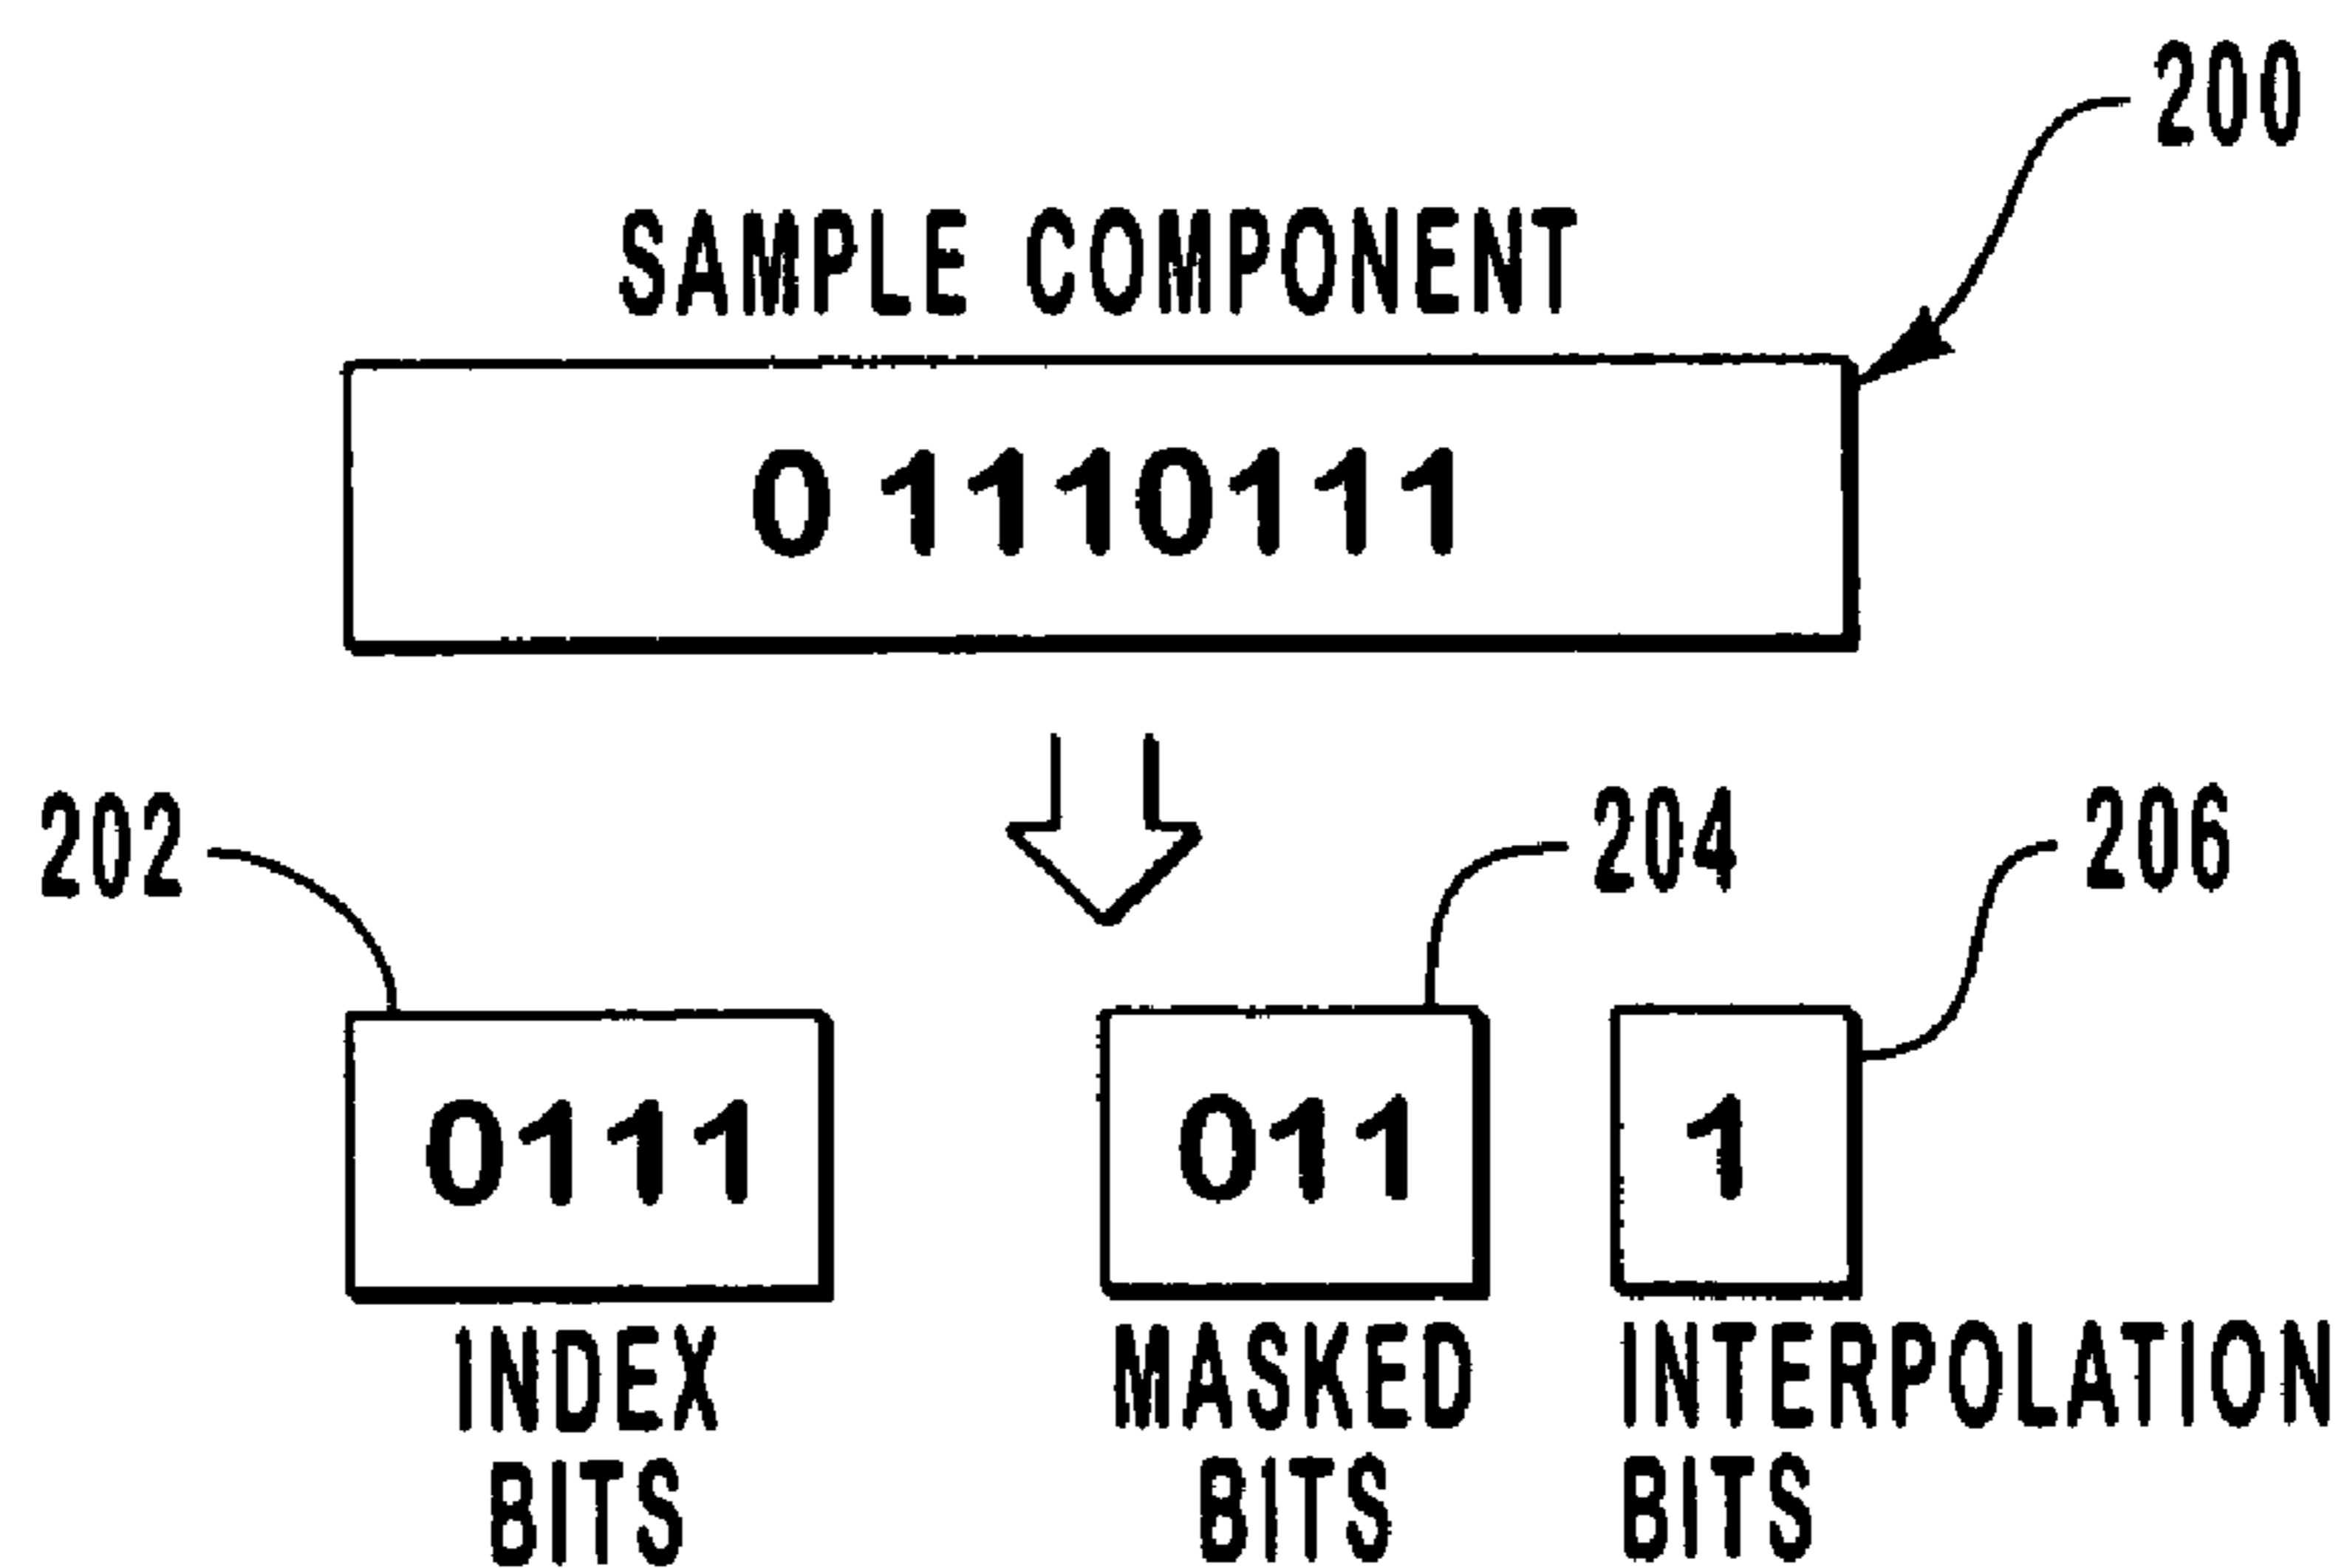 200
SAMPLE COMPONENT
0 1110111
202
204
206
0111
011
1
INDEX
BITS
MASKED
BITS
INTERPOLATION
BITS